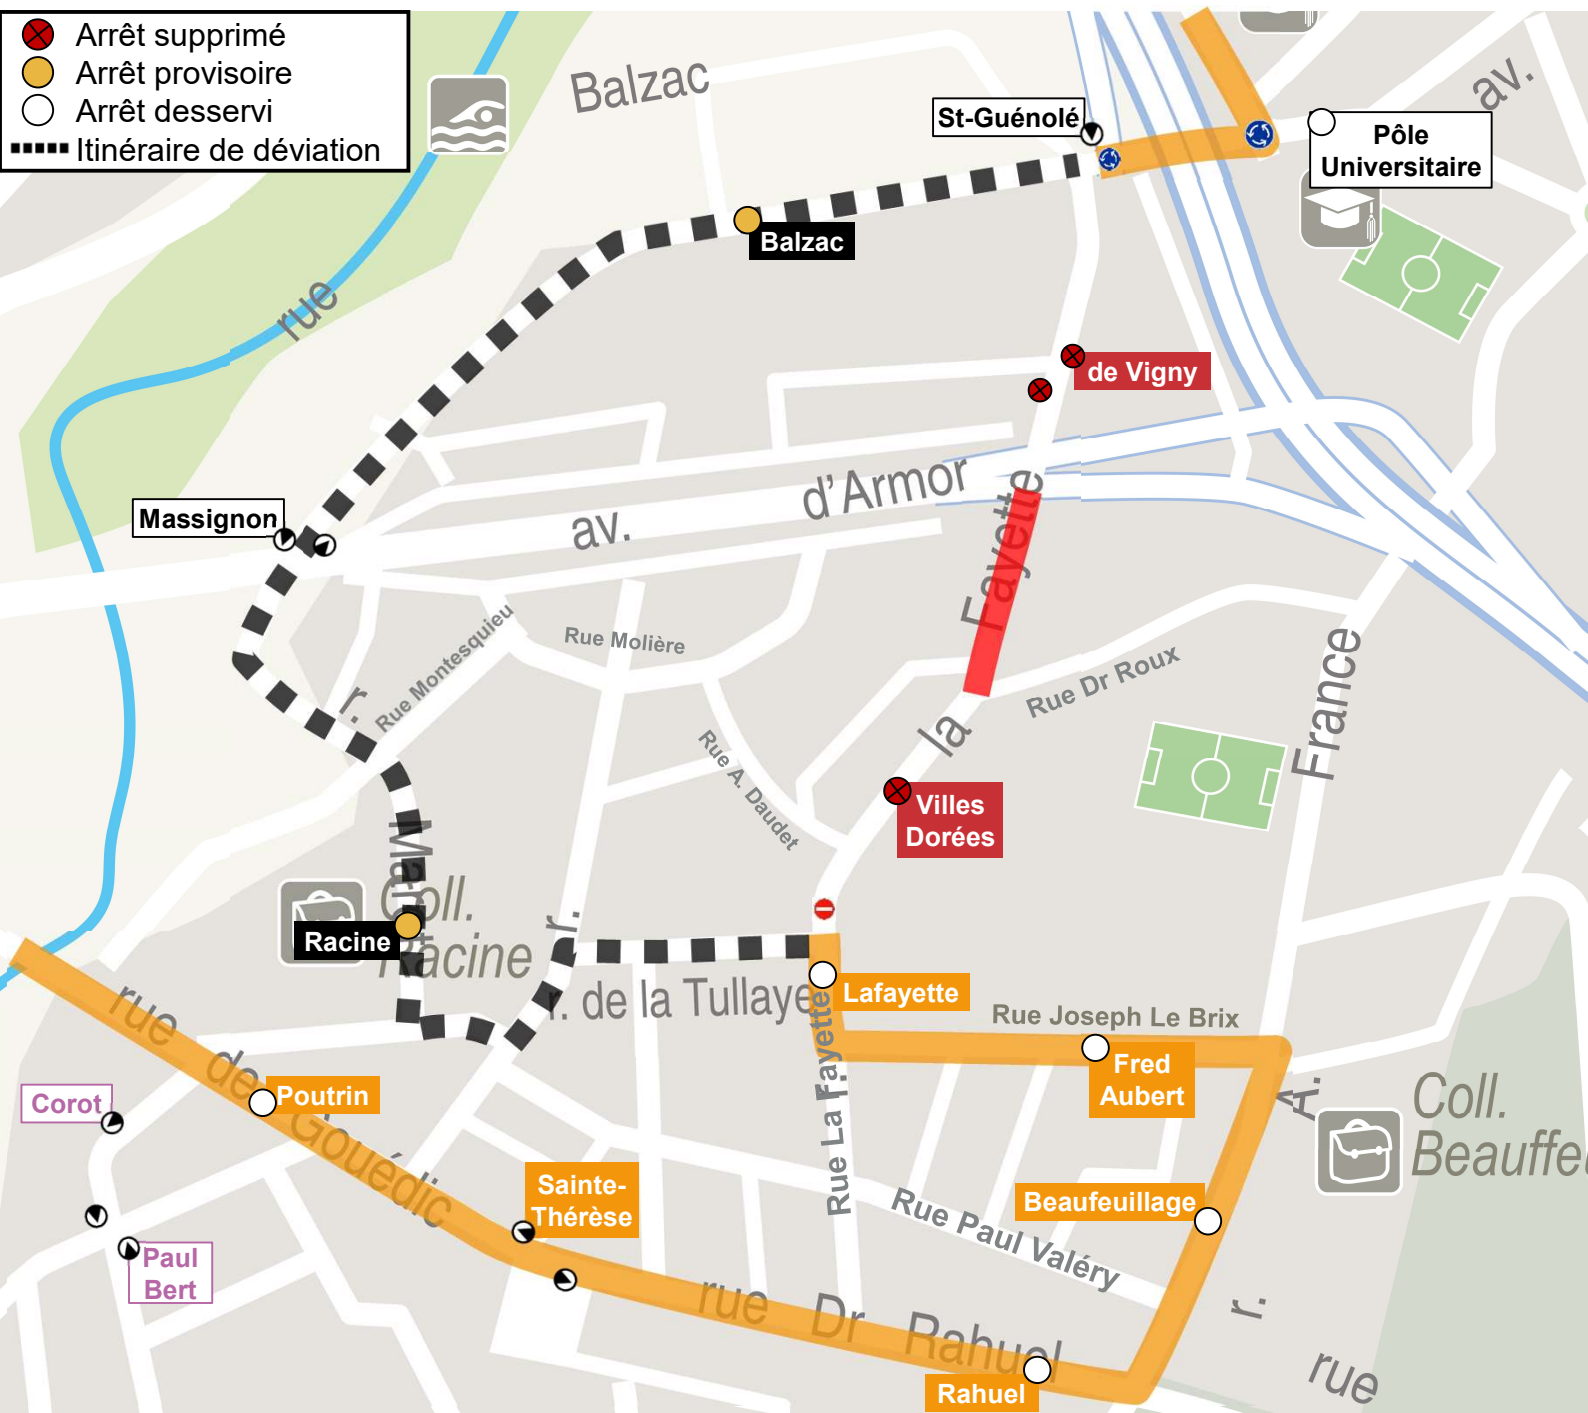 Arrêt supprimé
Arrêt provisoire
Arrêt desservi
Itinéraire de déviation
Balzac
av.
St-Guénolé
Pôle
Universitaire
Balzac
rue
de Vigny
d'Armor
av.
Massignon
la Fayette
Rue Montesquieu
Rue Molière
r.
Rue Dr Roux
France
Rue A. Daudet
Villes
Dorées
Coll.
Racine
Racine
r.
r. de la Tullaye
Lafayette
Rue Joseph Le Brix
Fred
Aubert
rue de Gouédic
Poutrin
Corot
Rue La Fayette
r.
A.
Coll.
Sainte-
Thérèse
Beaufeuillage
Rue Paul Valéry
Paul
Bert
rue Dr Rahuel
r.
Rahuel
rue